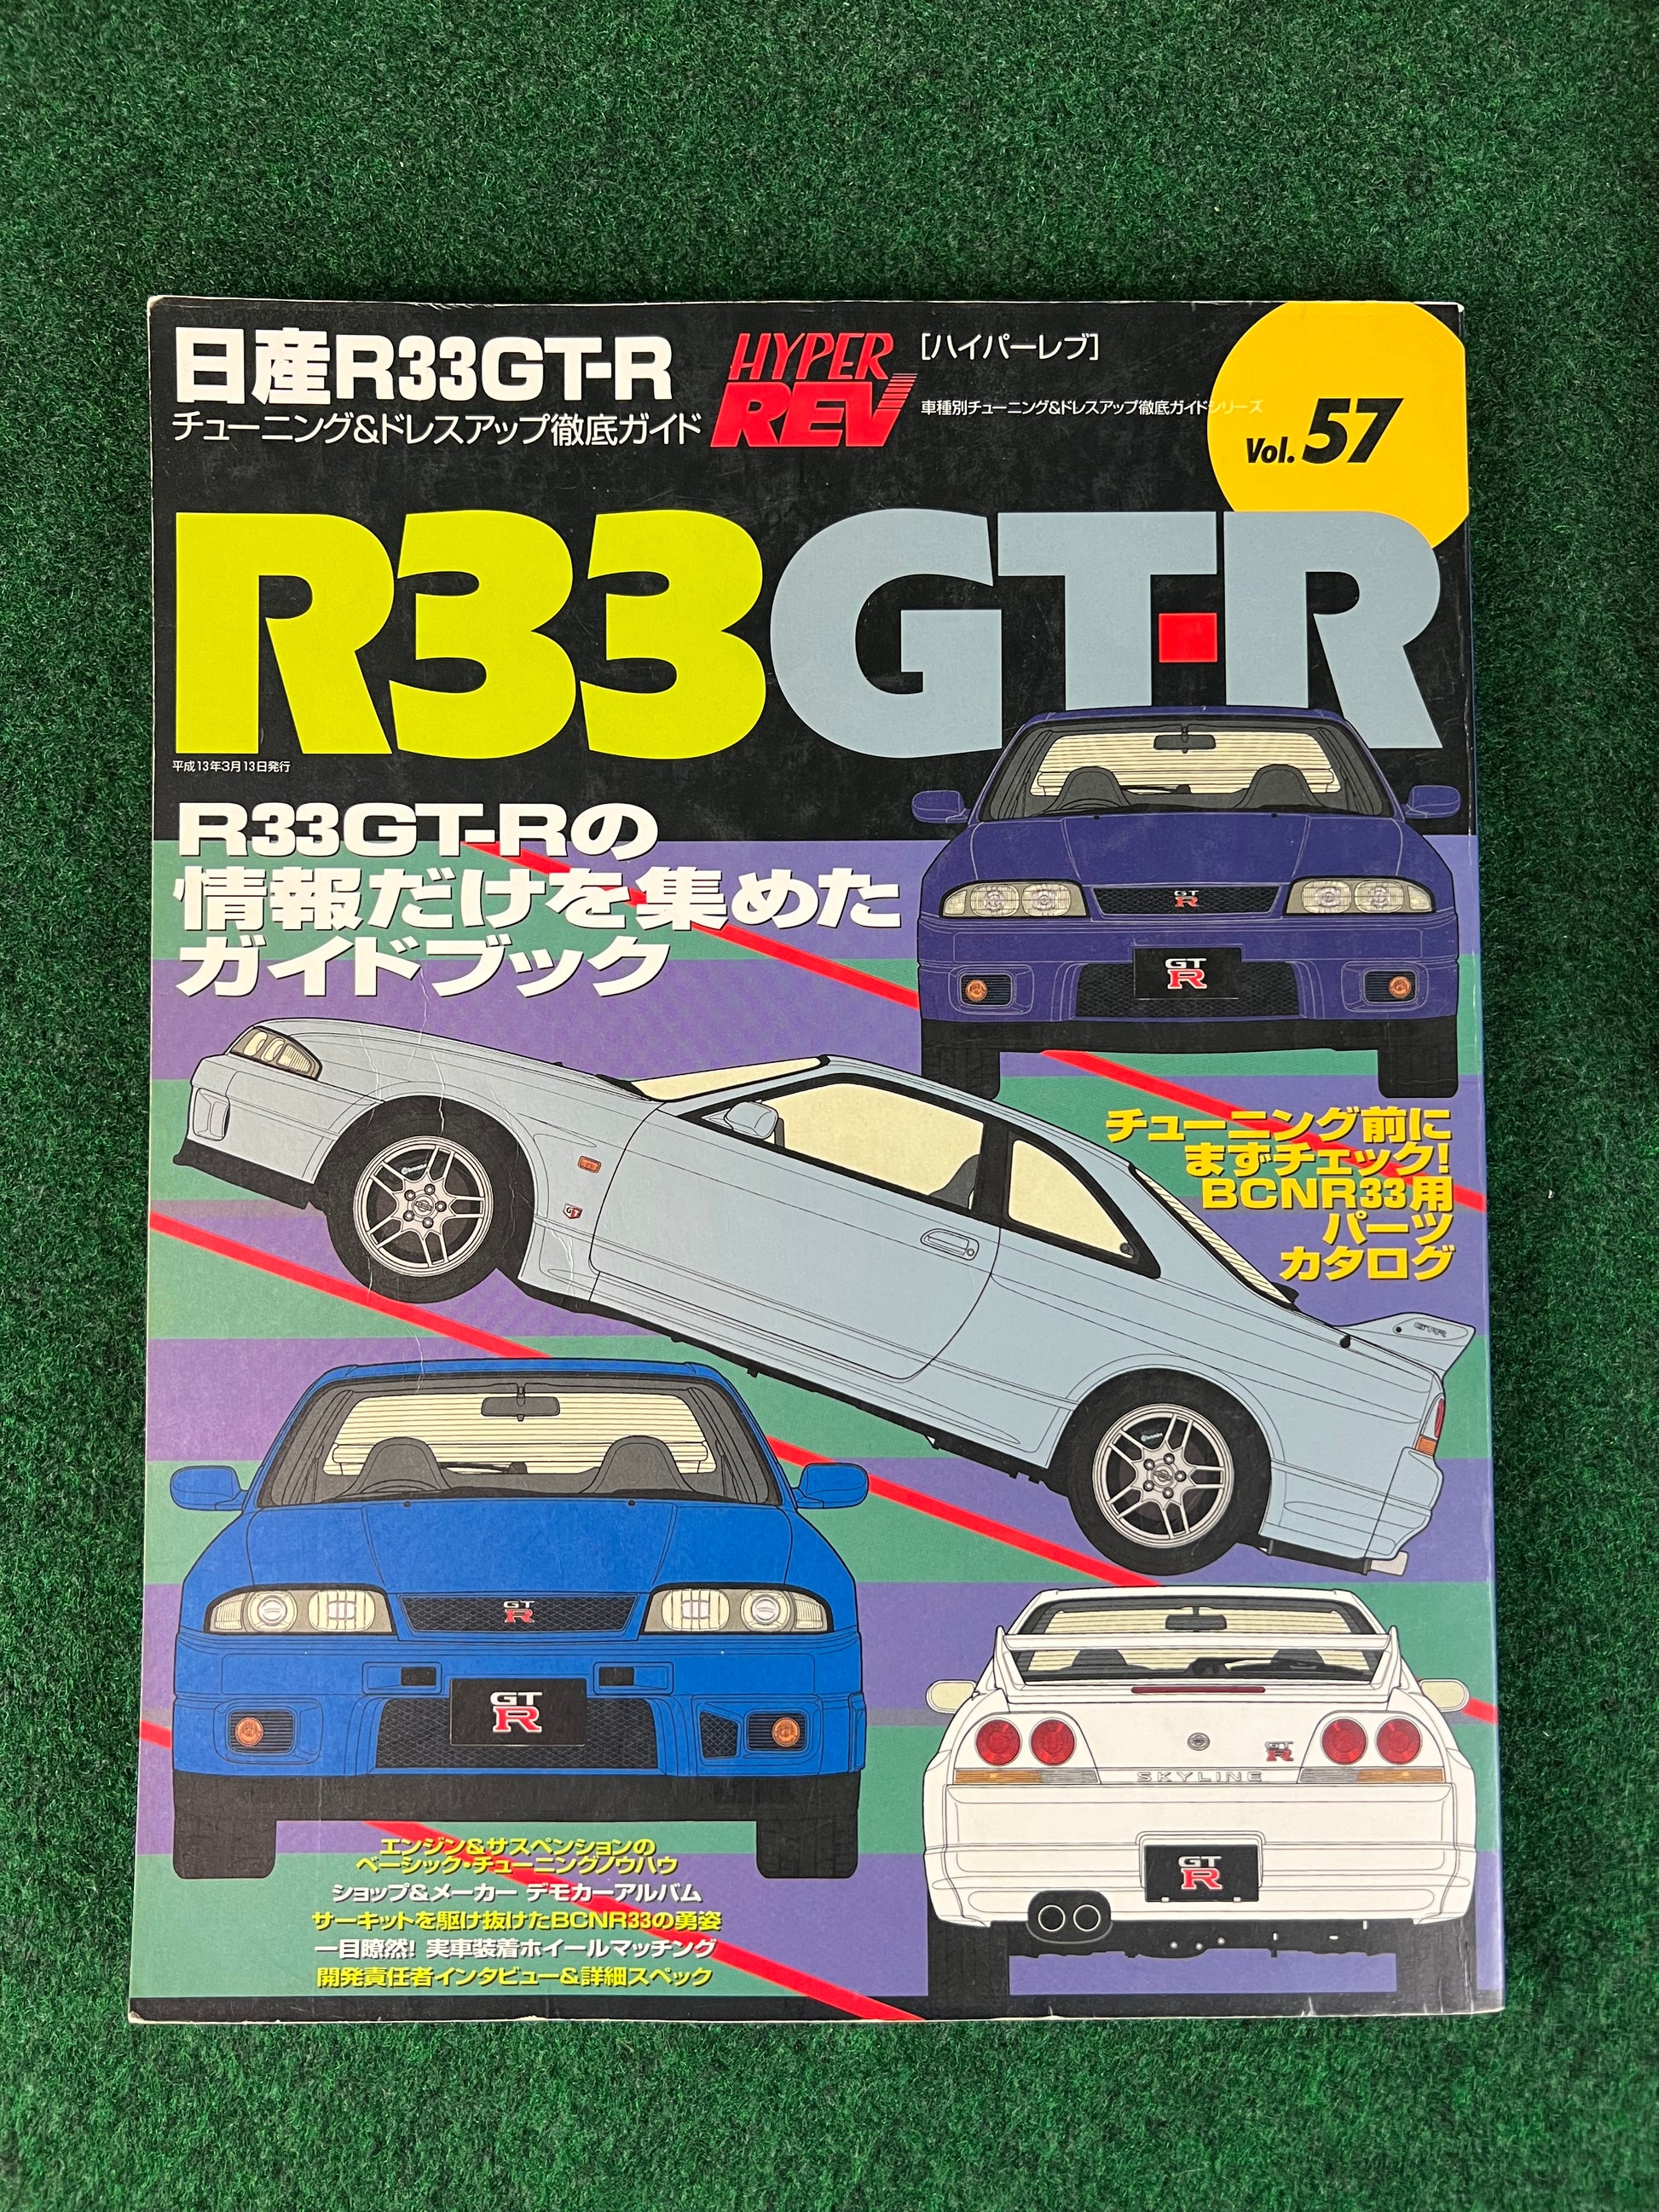 日産R33GT-R
チューニング&ドレスアップ徹底ガイド
HYPER
REV
[ハイパーレブ]
車種別チューニング&ドレスアップ徹底ガイドシリーズ
Vol. 57
R33GT-R
平成13年3月13日発行
R33GT-Rの
情報だけを集めた
ガイドブック
GT
R
GT
R
チューニング前に
まずチェック!
BCNR33用
パーツ
カタログ
brembo
GT
GT-R
brembo
GT
R
GT
R
GT
R
SKYLINE
GT
R
エンジン&サスペンションの
ベーシック・チューニングノウハウ
ショップ&メーカー デモカーアルバム
サーキットを駆け抜けたBCNR33の勇姿
一目瞭然! 実車装着ホイールマッチング
開発責任者インタビュー&詳細スペック